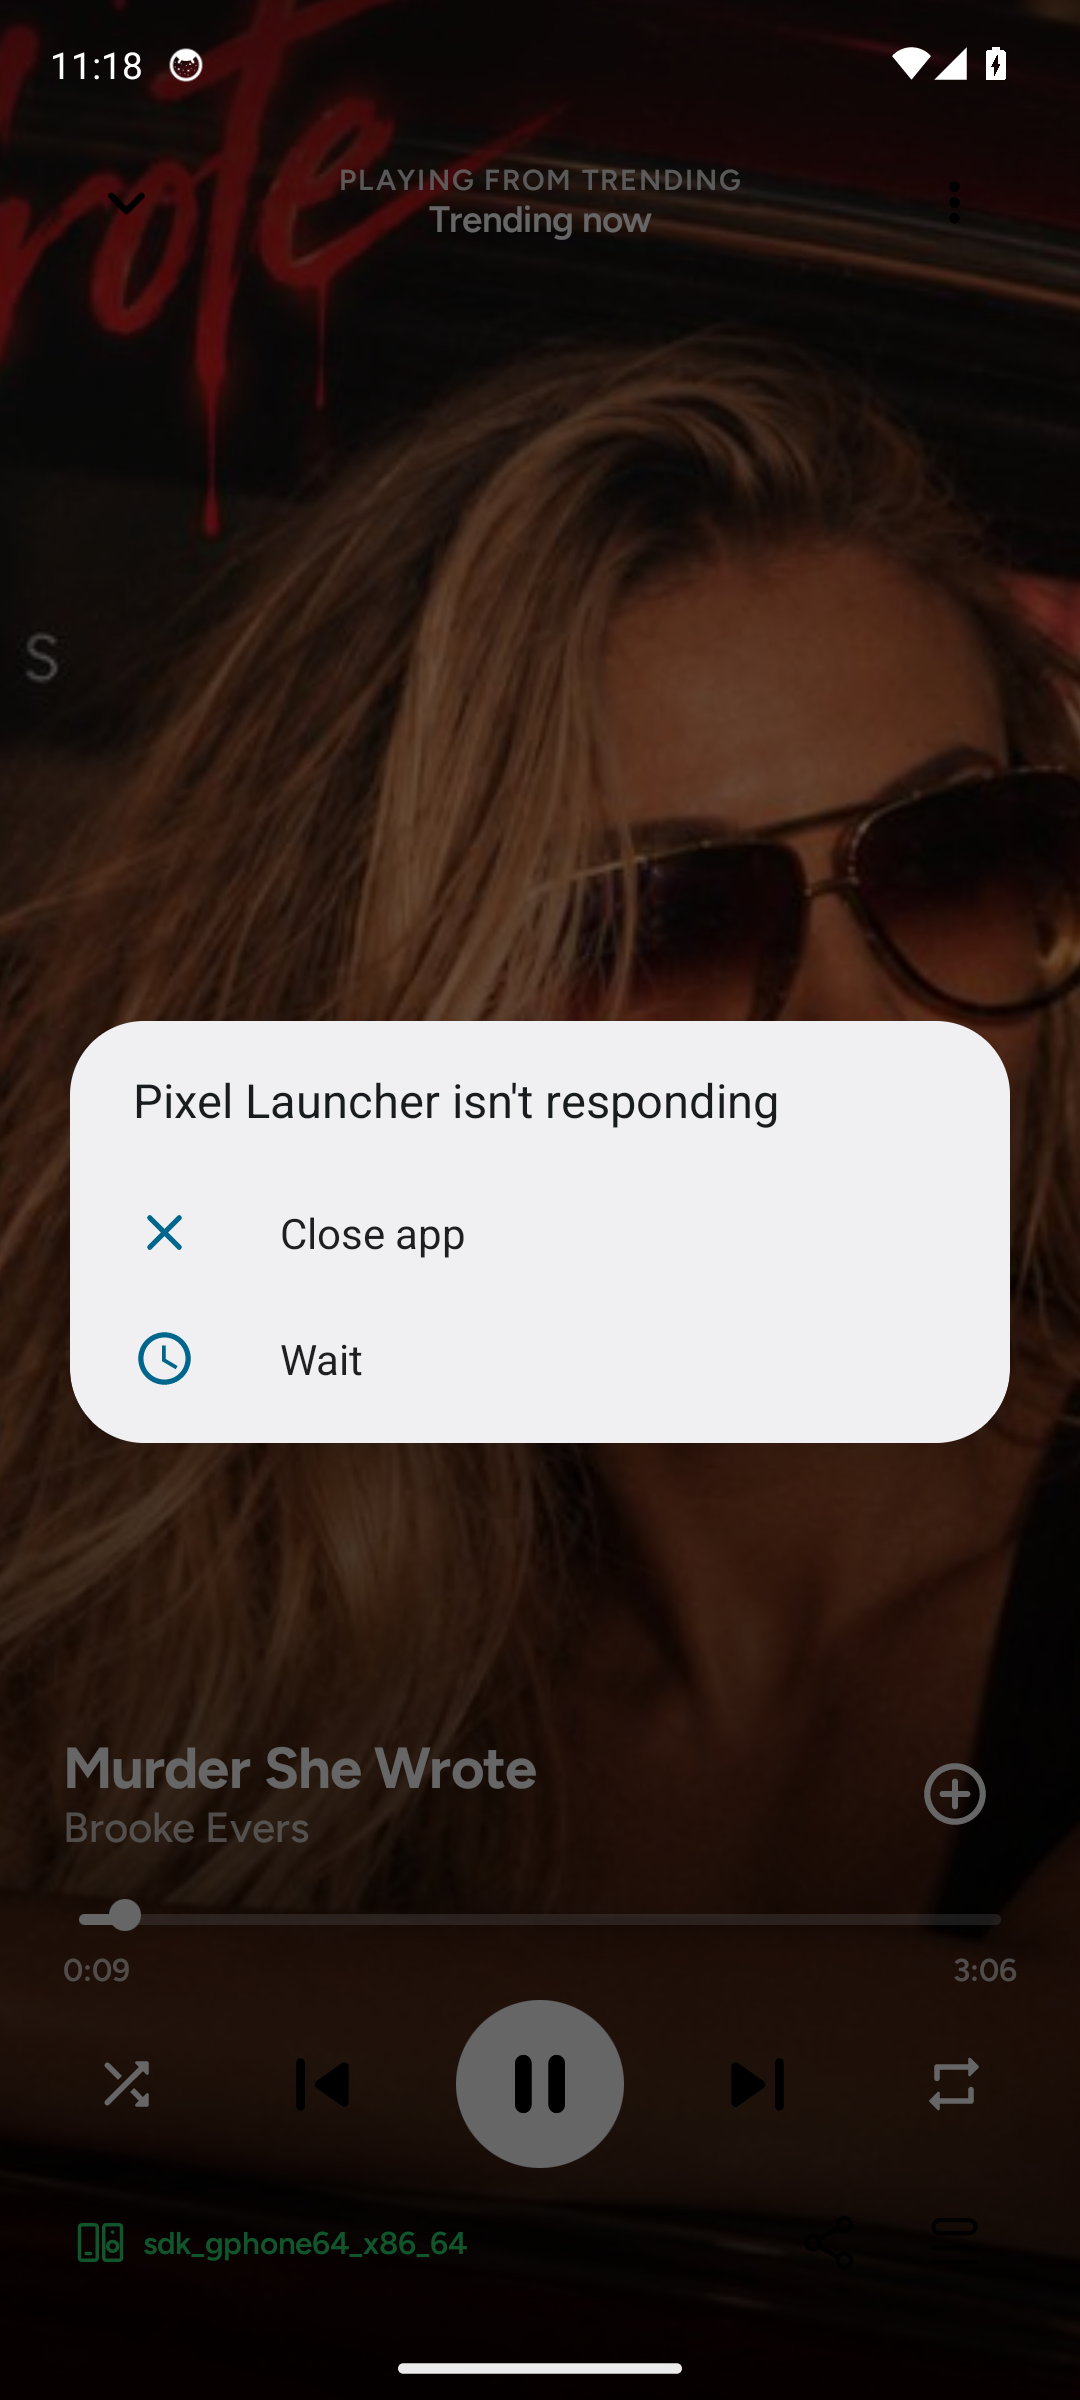 11:18
rote
PLAYING FROM TRENDING
Trending now
S
Pixel Launcher isn't responding
Close app
Wait
Murder She Wrote
Brooke Evers
0:09
3:06
sdk_gphone64_x86_64